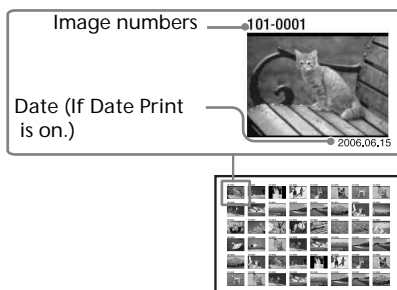 Image numbers
101-0001
Date (If Date Print
is on.)
2006.06.15